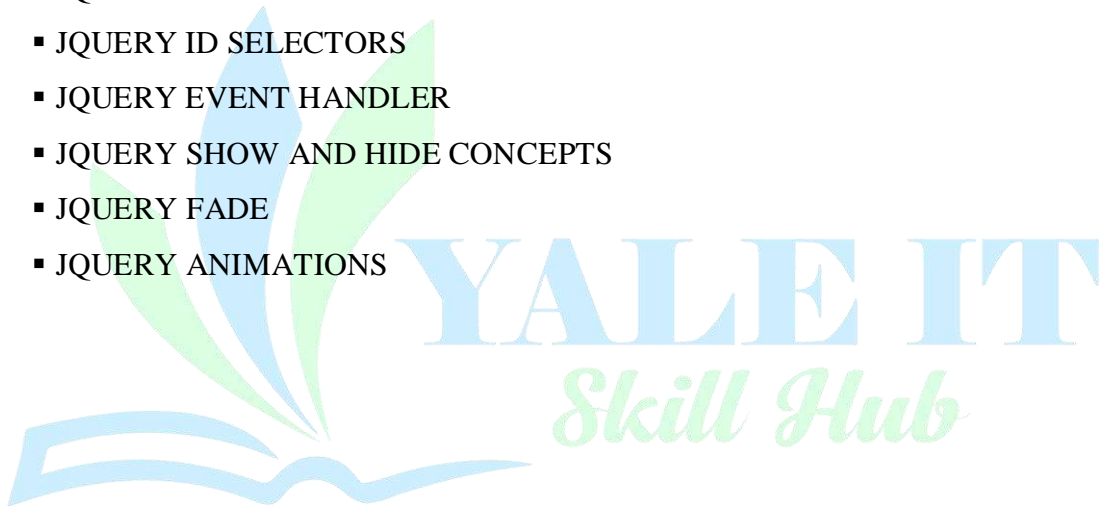 ▪ JQUERY ID SELECTORS
▪ JQUERY EVENT HANDLER
▪ JQUERY SHOW AND HIDE CONCEPTS
▪ JQUERY FADE
▪ JQUERY ANIMATIONS
YALE IT
Skill Hub